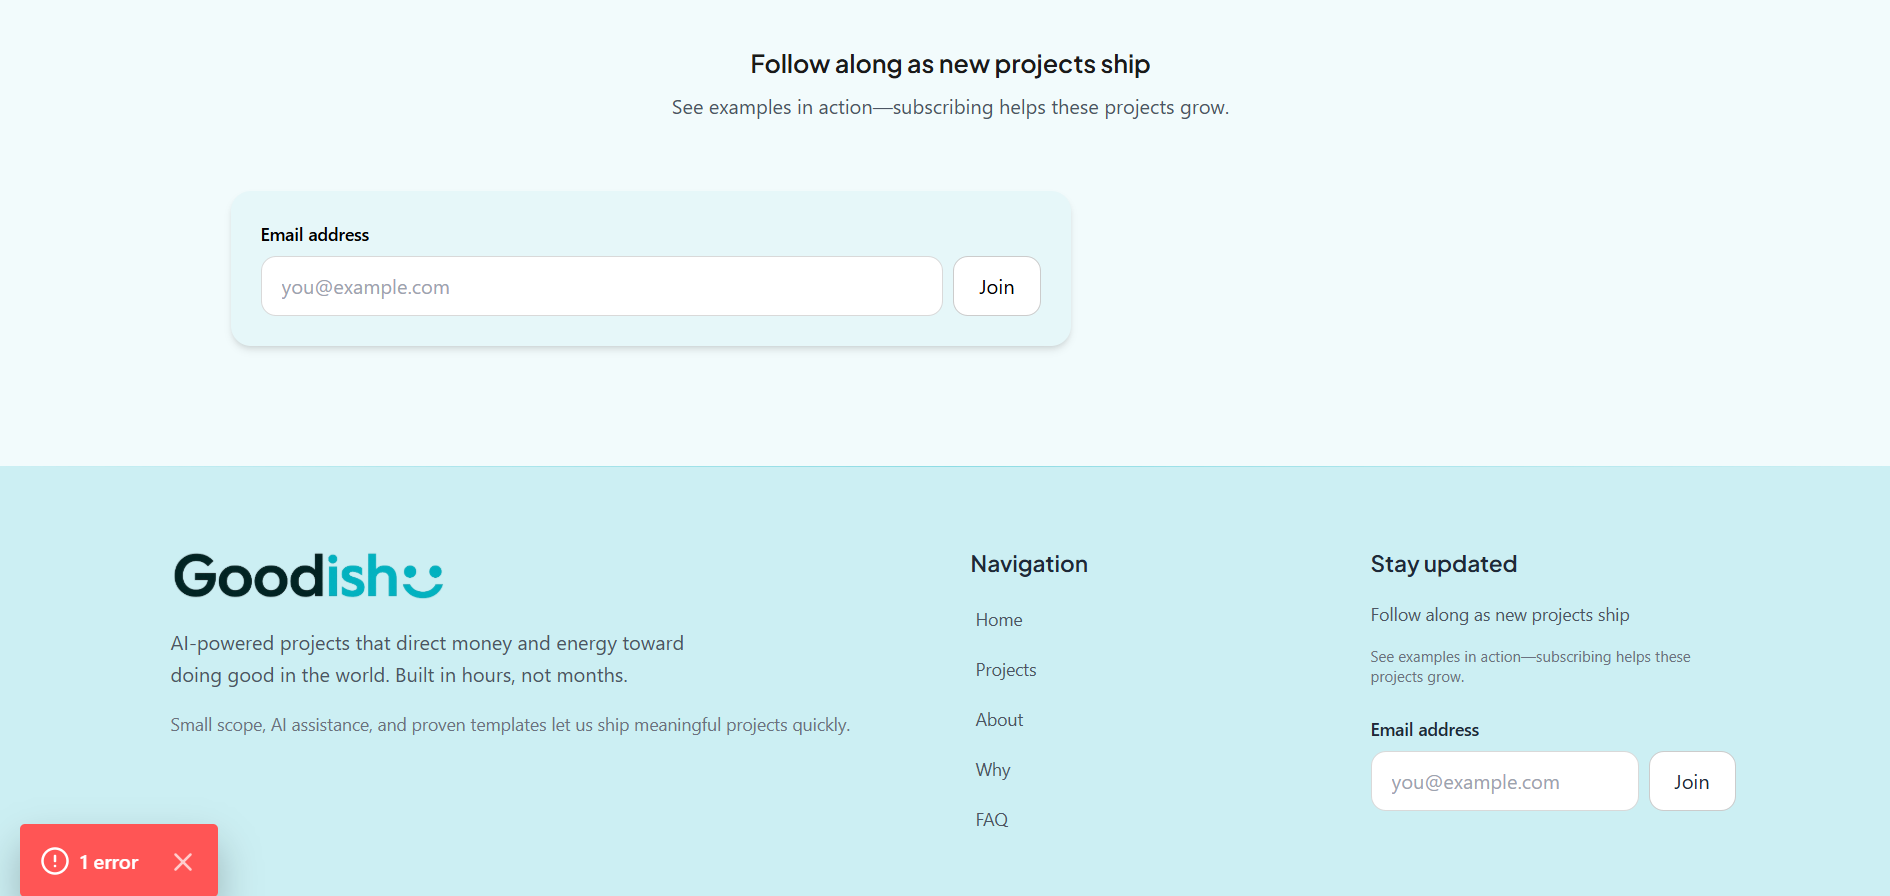 Follow along as new projects ship
See examples in action—subscribing helps these projects grow.
Email address
you@example.com
Join
Goodish
AI-powered projects that direct money and energy toward
doing good in the world. Built in hours, not months.
Small scope, AI assistance, and proven templates let us ship meaningful projects quickly.
Navigation
Home
Projects
About
Why
FAQ
Stay updated
Follow along as new projects ship
See examples in action—subscribing helps these
projects grow.
Email address
you@example.com
Join
1 error